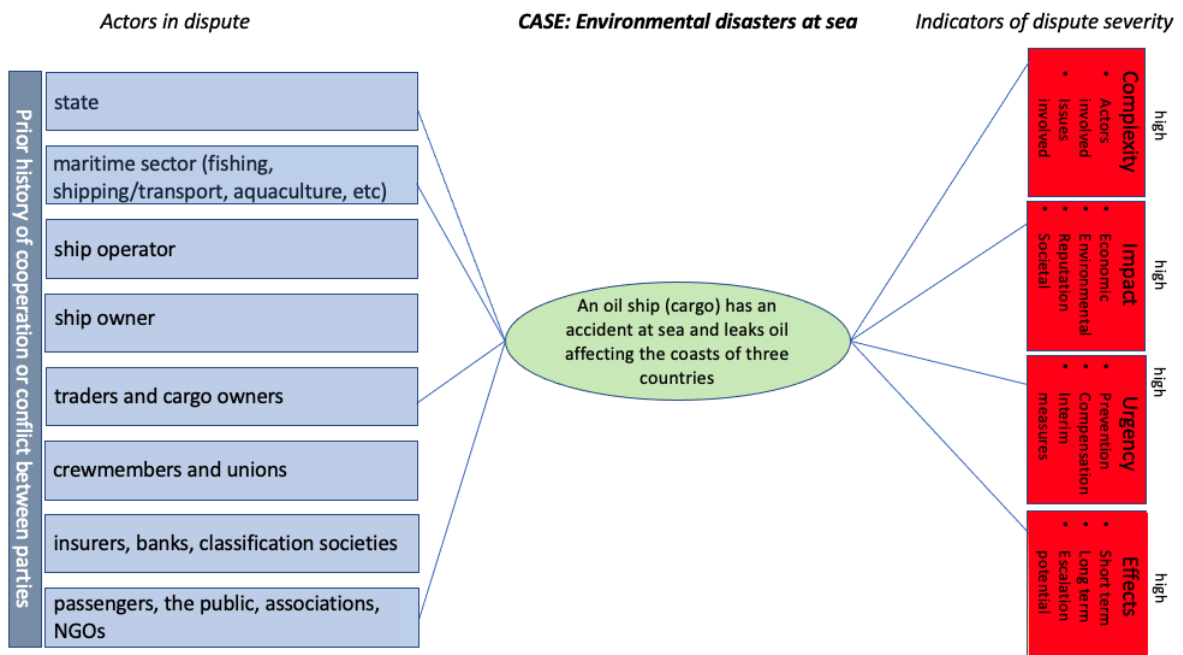 Actors in dispute
CASE: Environmental disasters at sea
Indicators of dispute severity
Prior history of cooperation or conflict between parties
state
maritime sector (fishing,
shipping/transport, aquaculture, etc)
ship operator
ship owner
traders and cargo owners
crewmembers and unions
insurers, banks, classification societies
passengers, the public, associations,
NGOs
An oil ship (cargo) has an
accident at sea and leaks oil
affecting the coasts of three
countries
Complexity
• Actors
involved
• Issues
involved
high
Impact
• Economic
• Environmental
• Reputation
• Societal
high
Urgency
• Prevention
• Compensation
• Interim
measures
high
Effects
• Short term
• Long term
• Escalation
potential
high